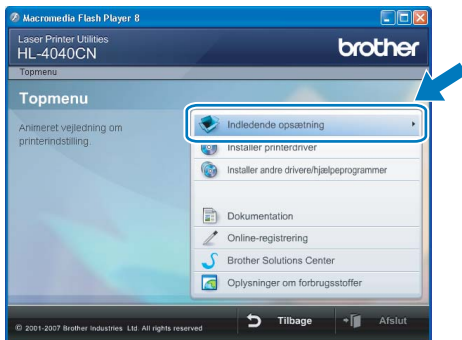 Macromedia Flash Player 8
Laser Printer Utilities
HL-4040CN
brother
Topmenu
Topmenu
Animeret vejledning om
printerindstilling.
Indledende opsætning
Installer printerdriver
Installer andre drivere/hjælpeprogrammer
Dokumentation
Online-registrering
Brother Solutions Center
Oplysninger om forbrugsstoffer
© 2001-2007 Brother Industries Ltd. All rights reserved
Tilbage
Afslut